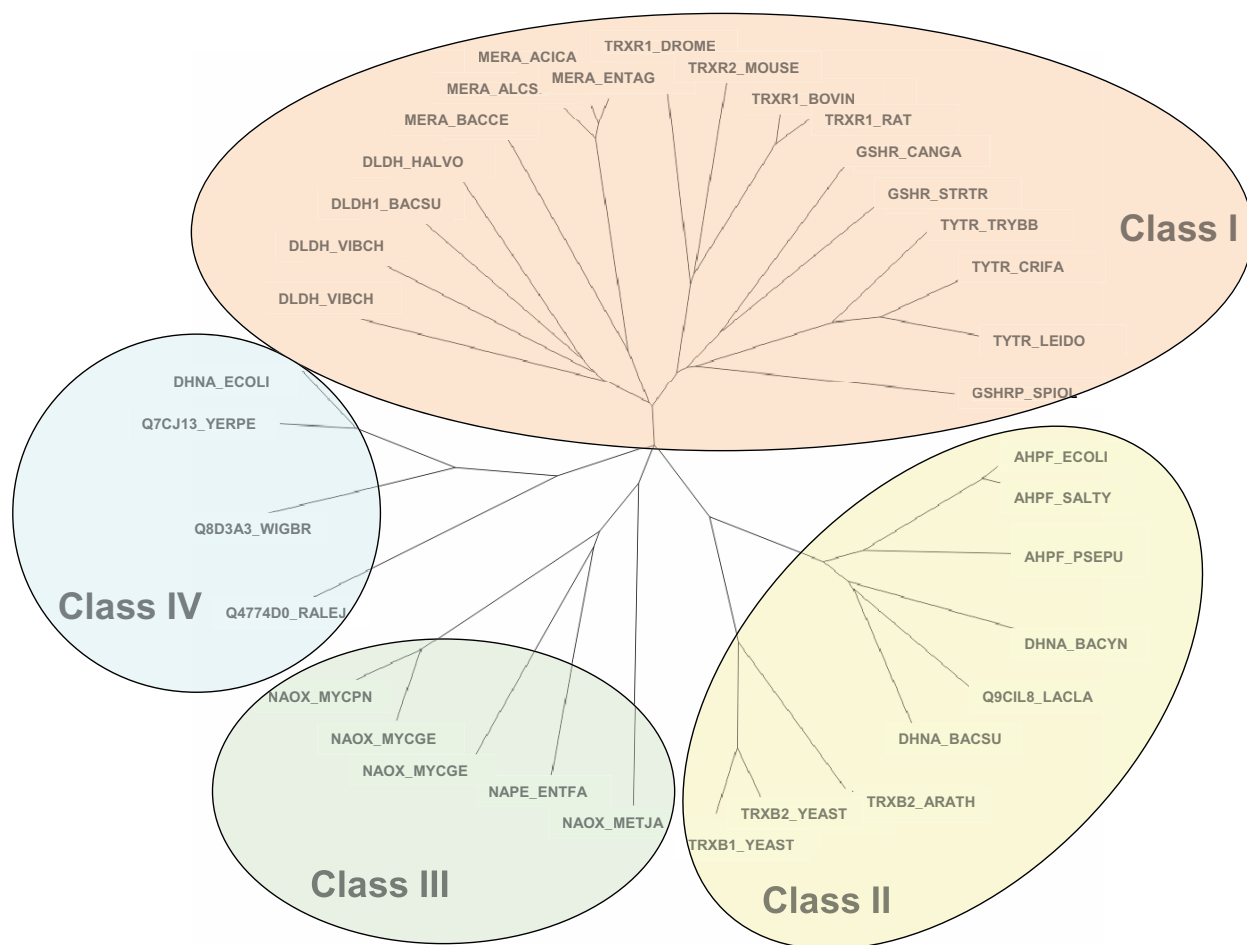 TRXR1_DROME
MERA_ACICA
TRXR2_MOUSE
MERA_ENTAG
MERA_ALCS
TRXR1_BOVIN
MERA_BACCE
TRXR1_RAT
GSHR_CANGA
DLDH_HALVO
GSHR_STRTR
DLDH1_BACSU
TYTR_TRYBB
Class I
DLDH_VIBCH
TYTR_CRIFA
DLDH_VIBCH
TYTR_LEIDO
GSHRP_SPIOL
DHNA_ECOLI
Q7CJ13_YERPE
Q8D3A3_WIGBR
Class IV
Q4774D0_RALEJ
AHPF_ECOLI
AHPF_SALTY
AHPF_PSEPU
DHNA_BACYN
Q9CIL8_LACLA
DHNA_BACSU
TRXB2_ARATH
TRXB2_YEAST
TRXB1_YEAST
Class II
NAOX_MYCPN
NAOX_MYCGE
NAOX_MYCGE
NAPE_ENTFA
NAOX_METJA
Class III